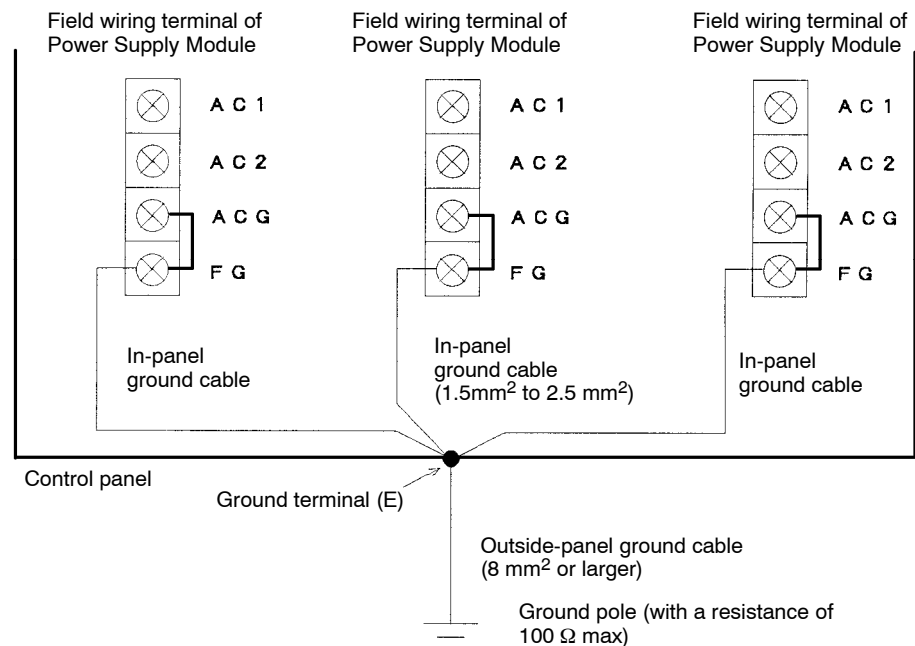 Field wiring terminal of
Power Supply Module
Field wiring terminal of
Power Supply Module
Field wiring terminal of
Power Supply Module
AC1
AC2
ACG
FG
AC1
AC2
ACG
FG
AC1
AC2
ACG
FG
In-panel
ground cable
In-panel
ground cable
(1.5mm² to 2.5 mm²)
In-panel
ground cable
Control panel
Ground terminal (E)
Outside-panel ground cable
(8 mm² or larger)
Ground pole (with a resistance of
100 Ω max)